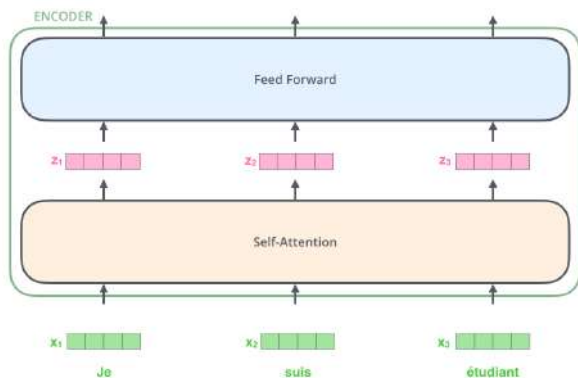 ENCODER
Feed Forward
z₁ z₂ z₃
Self-Attention
x₁ x₂ x₃
Je suis étudiant